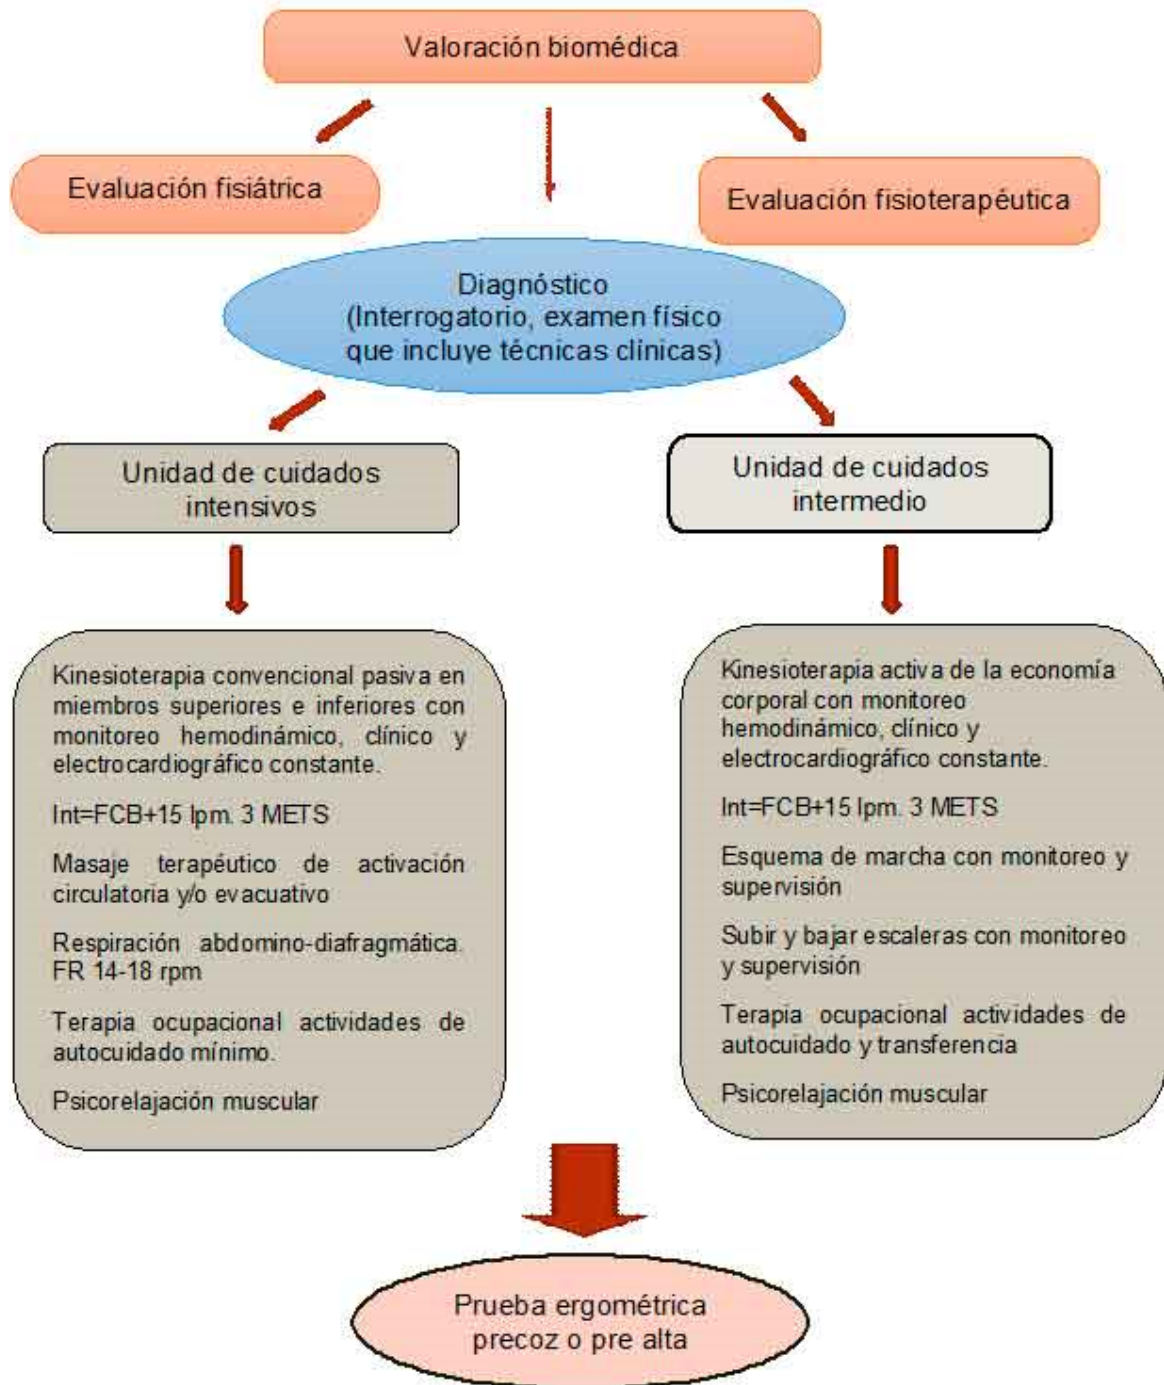 Valoración biomédica
Evaluación fisiátrica
Evaluación fisioterapéutica
Diagnóstico
(Interrogatorio, examen físico
que incluye técnicas clínicas)
Unidad de cuidados
intensivos
Unidad de cuidados
intermedio
Kinesioterapia convencional pasiva en
miembros superiores e inferiores con
monitoreo hemodinámico, clínico y
electrocardiográfico constante.
Int=FCB+15 lpm. 3 METS
Masaje terapéutico de activación
circulatoria y/o evacuativo
Respiración abdomino-diafragmática.
FR 14-18 rpm
Terapia ocupacional actividades de
autocuidado mínimo.
Psicorelajación muscular
Kinesioterapia activa de la economía
corporal con monitoreo
hemodinámico, clínico y
electrocardiográfico constante.
Int=FCB+15 lpm. 3 METS
Esquema de marcha con monitoreo y
supervisión
Subir y bajar escaleras con monitoreo
y supervisión
Terapia ocupacional actividades de
autocuidado y transferencia
Psicorelajación muscular
Prueba ergométrica
precoz o pre alta